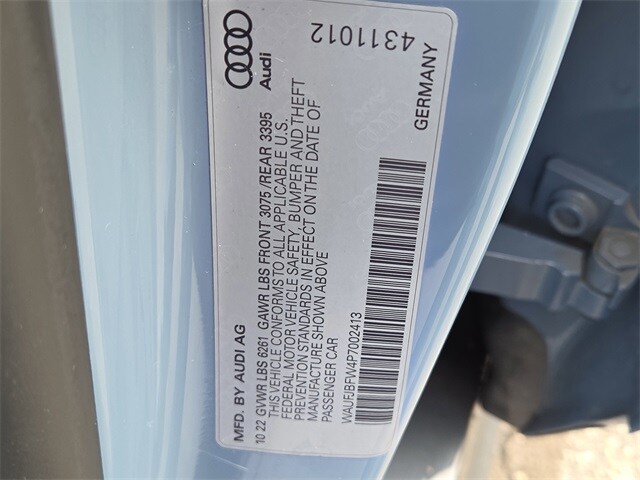 MFD. BY AUDI AG
Audi
10 22 GVWR LBS 6261 GAWR LBS FRONT 3075 /REAR 3395
THIS VEHICLE CONFORMS TO ALL APPLICABLE U.S.
FEDERAL MOTOR VEHICLE SAFETY, BUMPER AND THEFT
PREVENTION STANDARDS IN EFFECT ON THE DATE OF
MANUFACTURE SHOWN ABOVE
PASSENGER CAR
WAUFJBFW4P7002413
4311012
GERMANY